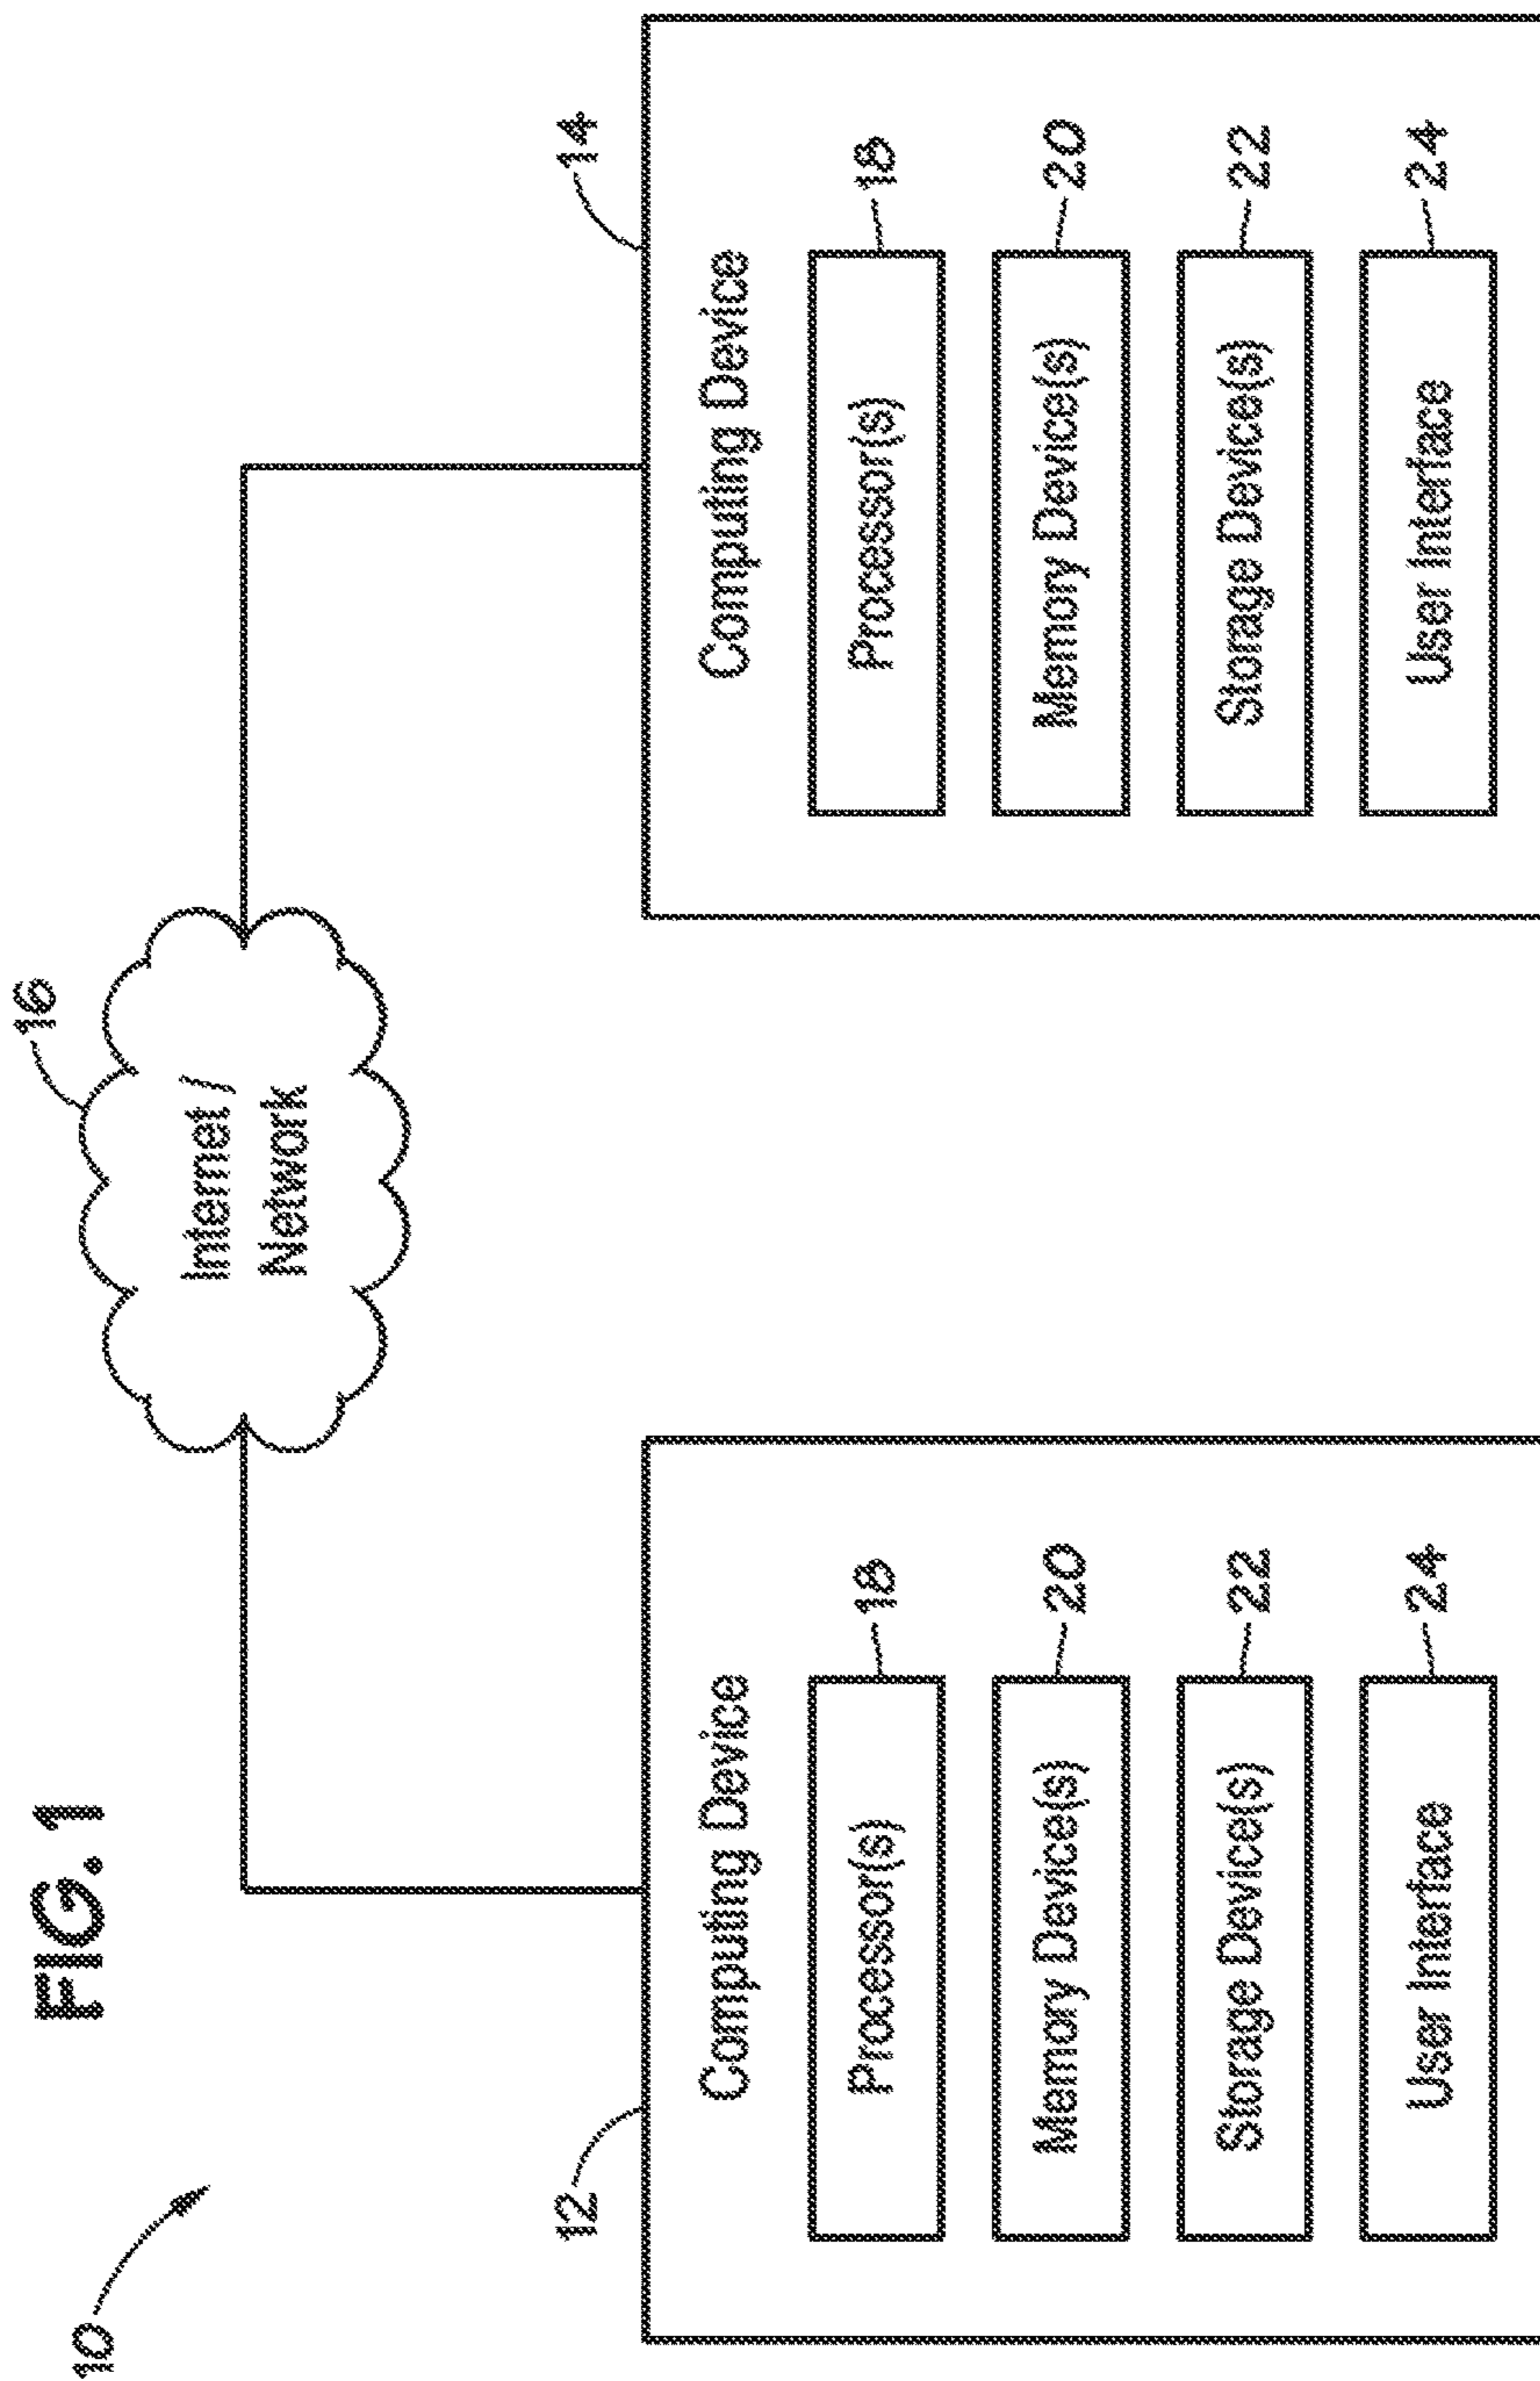 FIG. 1
10
16
Internet /
Network
12
Computing Device
Processor(s)
18
Memory Device(s)
20
Storage Device(s)
22
User Interface
24
14
Computing Device
Processor(s)
18
Memory Device(s)
20
Storage Device(s)
22
User Interface
24